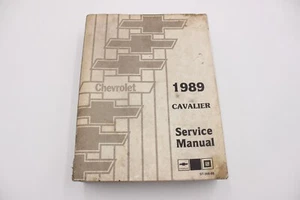 Chevrolet
1989
CAVALIER
Service
Manual